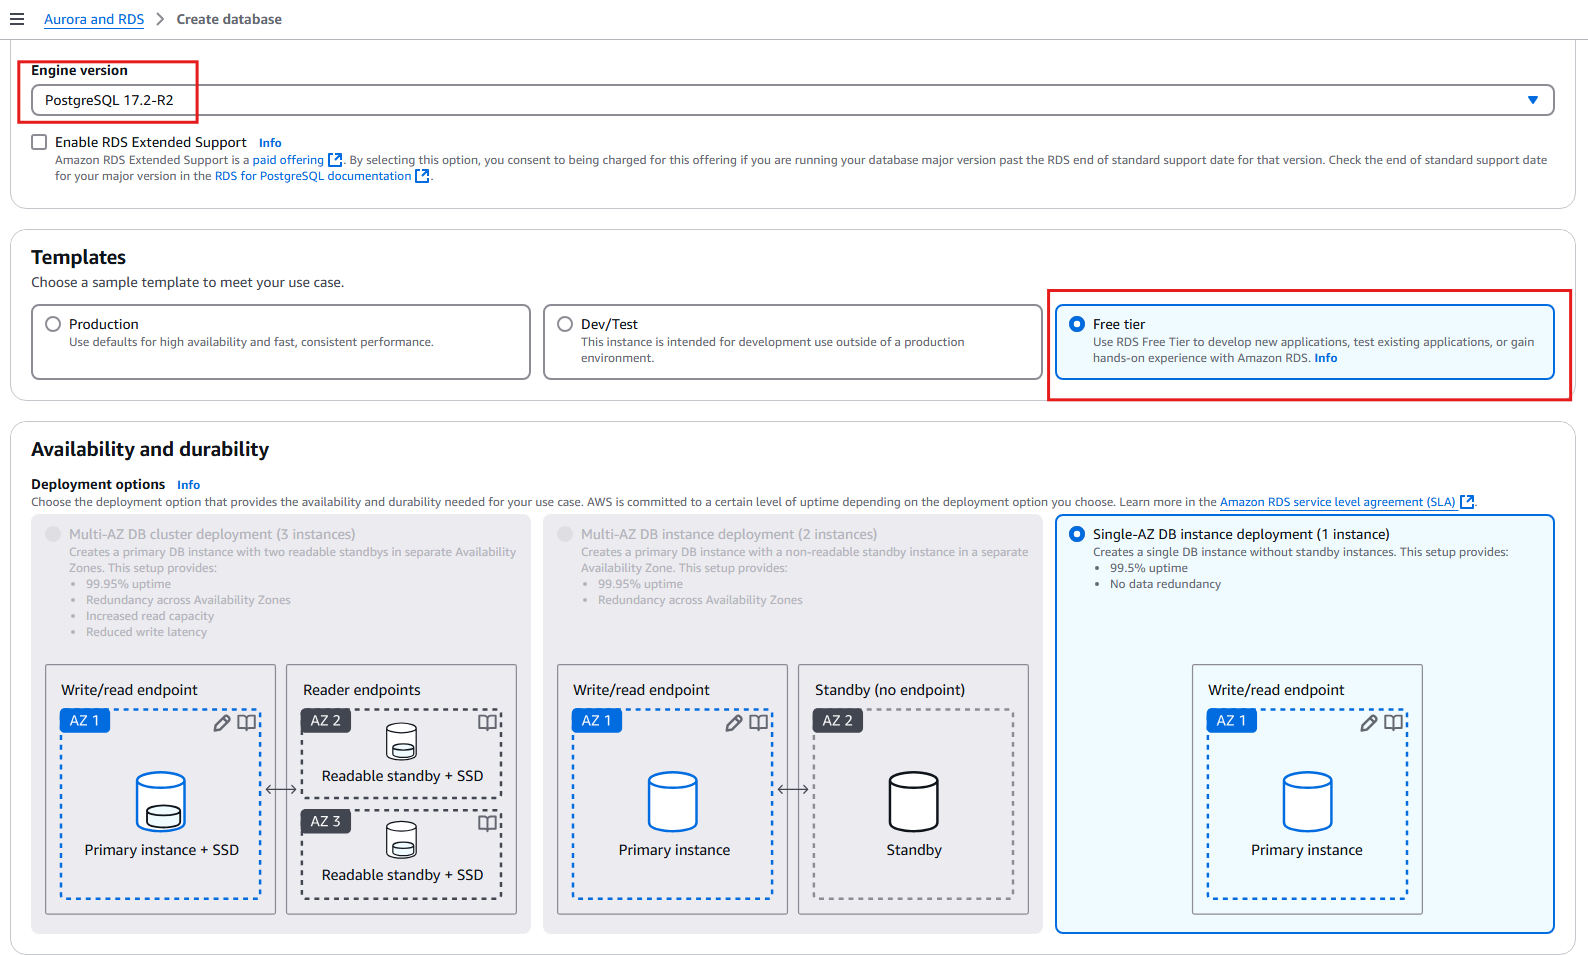 Aurora and RDS > Create database
Engine version
PostgreSQL 17.2-R2
Enable RDS Extended Support Info
Amazon RDS Extended Support is a paid offering. By selecting this option, you consent to being charged for this offering if you are running your database major version past the RDS end of standard support date for that version. Check the end of standard support date
for your major version in the RDS for PostgreSQL documentation.
Templates
Choose a sample template to meet your use case.
Production
Use defaults for high availability and fast, consistent performance.
Dev/Test
This instance is intended for development use outside of a production
environment.
Free tier
Use RDS Free Tier to develop new applications, test existing applications, or gain
hands-on experience with Amazon RDS. Info
Availability and durability
Deployment options Info
Choose the deployment option that provides the availability and durability needed for your use case. AWS is committed to a certain level of uptime depending on the deployment option you choose. Learn more in the Amazon RDS service level agreement (SLA).
Multi-AZ DB cluster deployment (3 instances)
Creates a primary DB instance with two readable standbys in separate Availability
Zones. This setup provides:
• 99.95% uptime
• Redundancy across Availability Zones
• Increased read capacity
• Reduced write latency
Write/read endpoint
AZ 1
Primary instance + SSD
Reader endpoints
AZ 2
Readable standby + SSD
AZ 3
Readable standby + SSD
Multi-AZ DB instance deployment (2 instances)
Creates a primary DB instance with a non-readable standby instance in a separate
Availability Zone. This setup provides:
• 99.95% uptime
• Redundancy across Availability Zones
Write/read endpoint
AZ 1
Primary instance
Standby (no endpoint)
AZ 2
Standby
Single-AZ DB instance deployment (1 instance)
Creates a single DB instance without standby instances. This setup provides:
• 99.5% uptime
• No data redundancy
Write/read endpoint
AZ 1
Primary instance